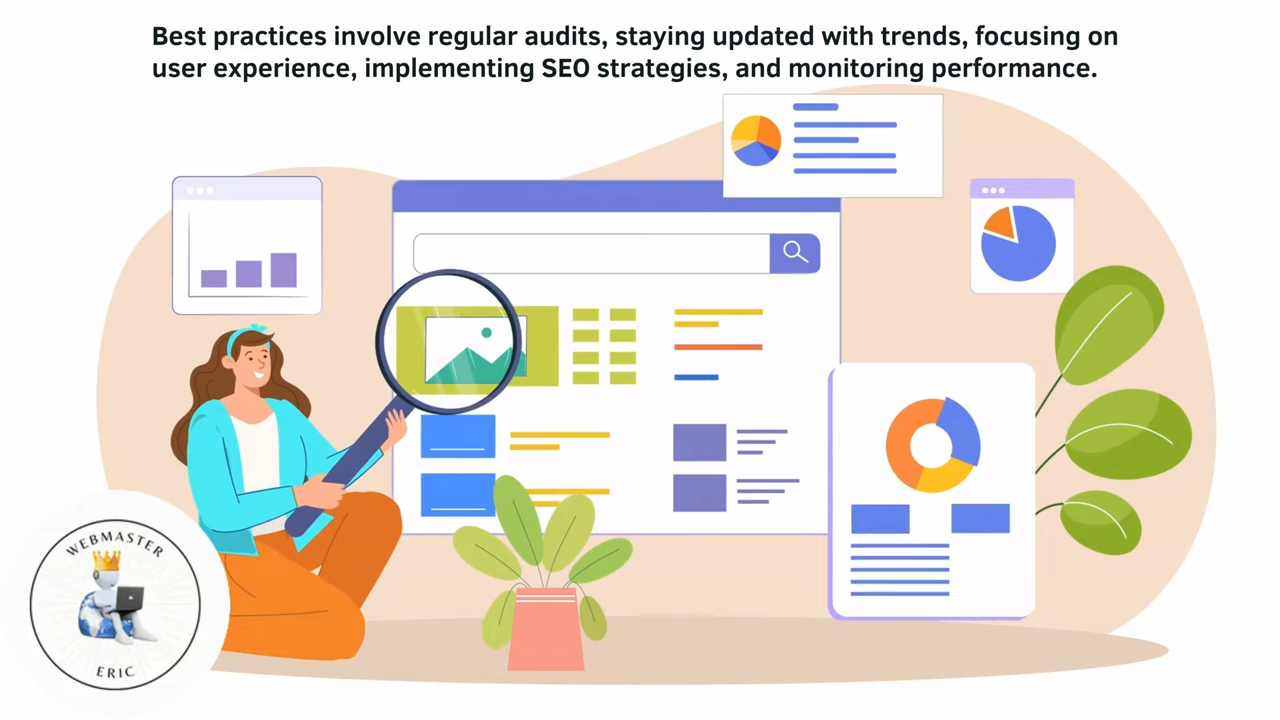 Best practices involve regular audits, staying updated with trends, focusing on
user experience, implementing SEO strategies, and monitoring performance.
WEBMASTER
ERIC